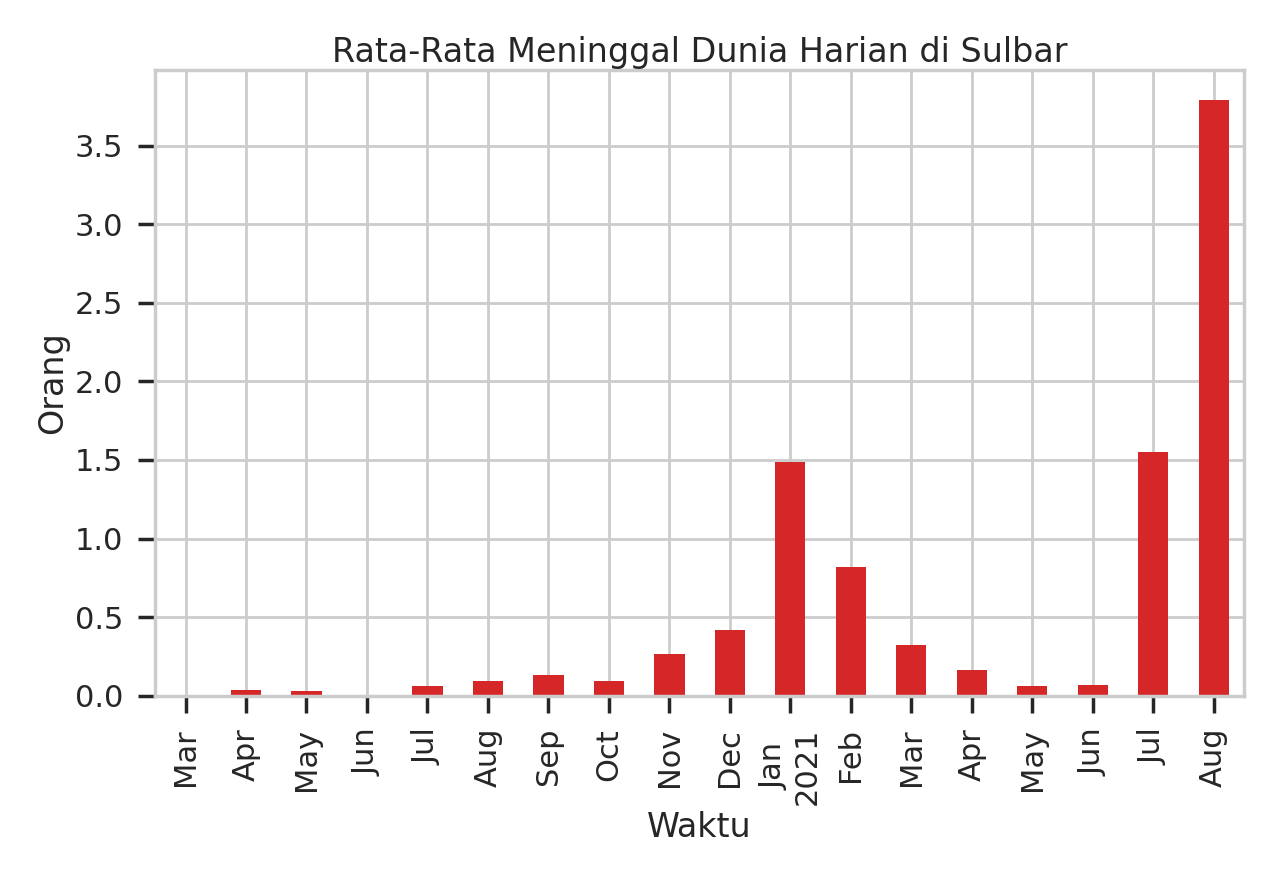 Rata-Rata Meninggal Dunia Harian di Sulbar
Orang
3.5
3.0
2.5
2.0
1.5
1.0
0.5
0.0
Mar
Apr
May
Jun
Jul
Aug
Sep
Oct
Nov
Dec
Jan
2021
Feb
Mar
Apr
May
Jun
Jul
Aug
Waktu